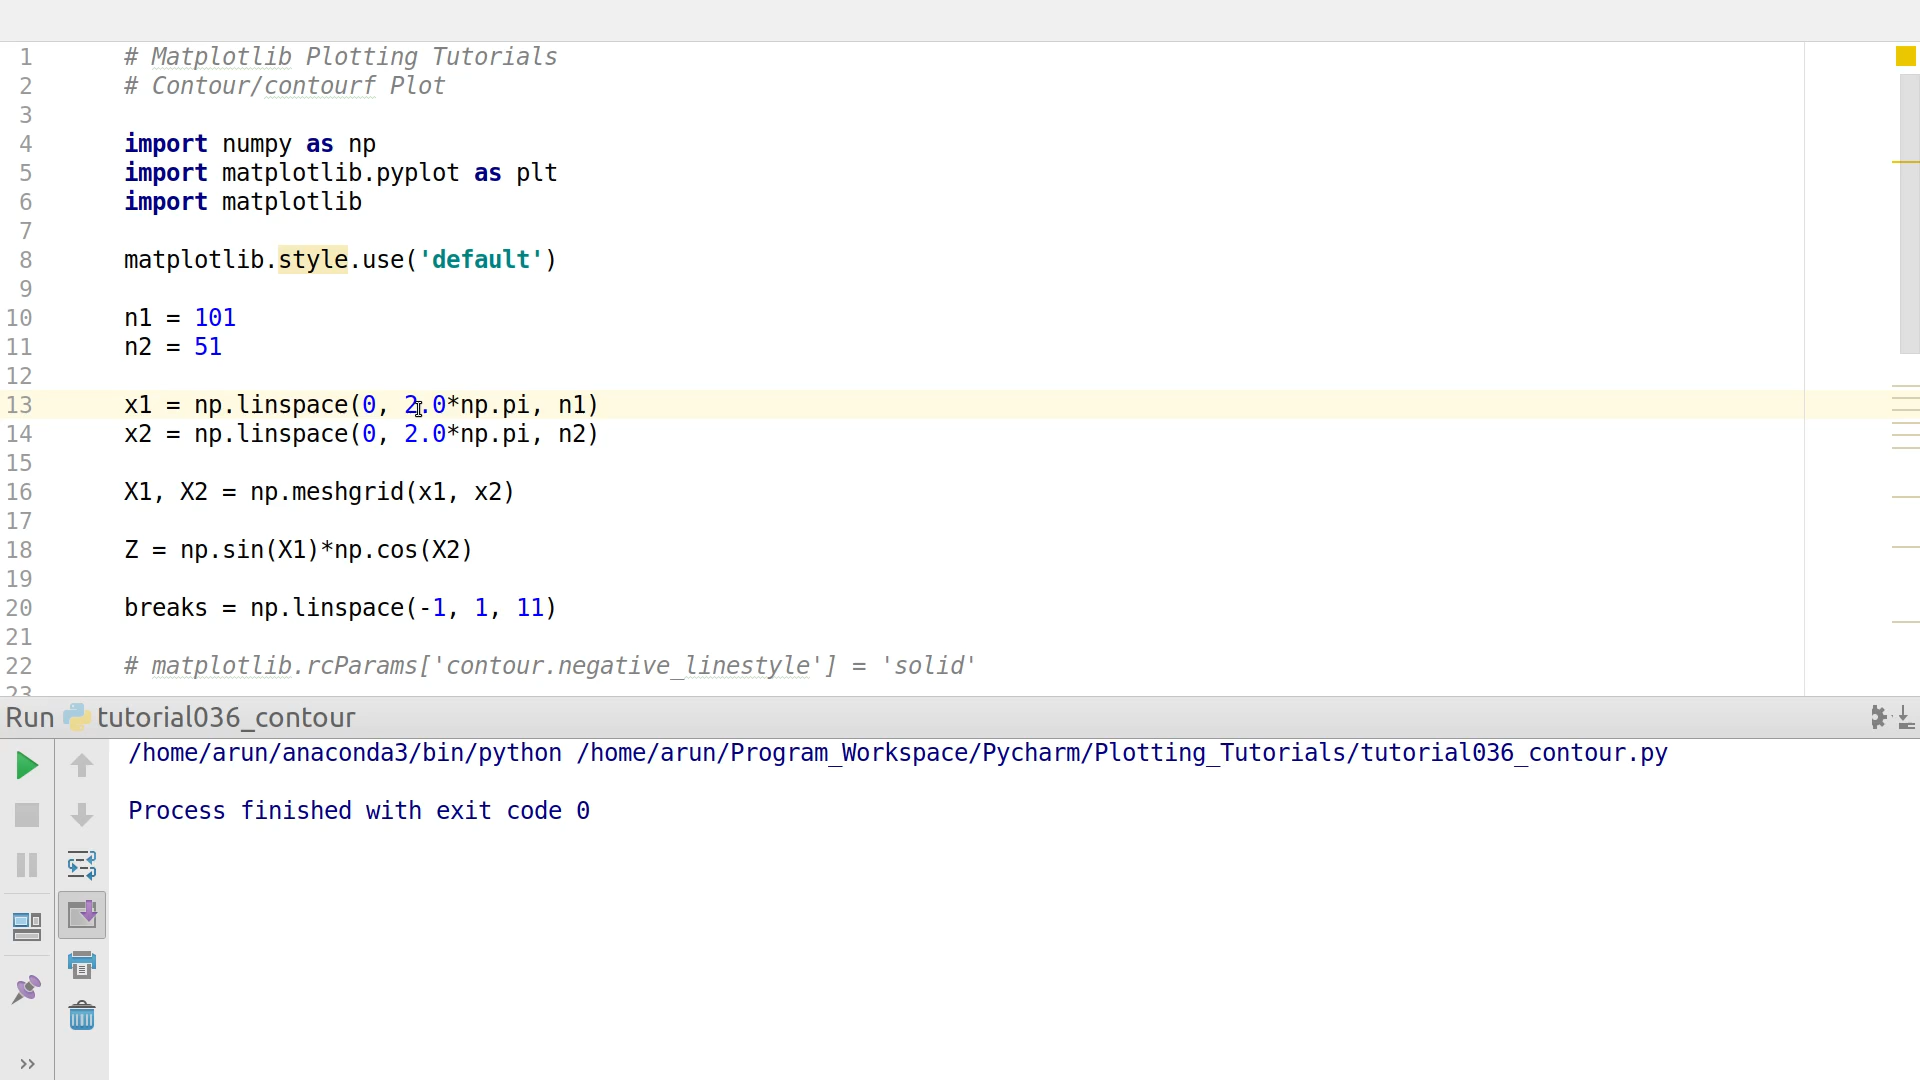 1 # Matplotlib Plotting Tutorials
2 # Contour/contourf Plot
3
4 import numpy as np
5 import matplotlib.pyplot as plt
6 import matplotlib
7
8 matplotlib.style.use('default')
9
10 n1 = 101
11 n2 = 51
12
13 x1 = np.linspace(0, 2.0*np.pi, n1)
14 x2 = np.linspace(0, 2.0*np.pi, n2)
15
16 X1, X2 = np.meshgrid(x1, x2)
17
18 Z = np.sin(X1)*np.cos(X2)
19
20 breaks = np.linspace(-1, 1, 11)
21
22 # matplotlib.rcParams['contour.negative_linestyle'] = 'solid'
23
Run tutorial036_contour
/home/arun/anaconda3/bin/python /home/arun/Program_Workspace/Pycharm/Plotting_Tutorials/tutorial036_contour.py
Process finished with exit code 0